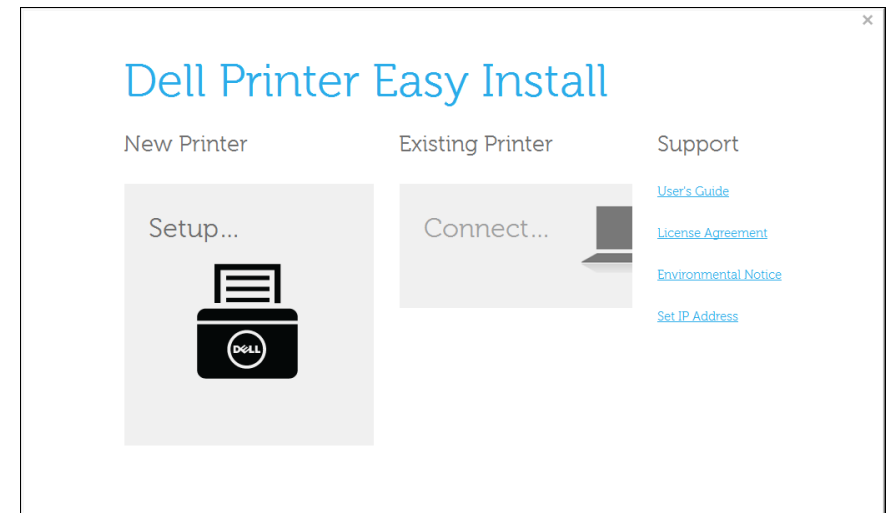 ×
Dell Printer Easy Install
New Printer
Setup...
DELL
Existing Printer
Connect...
Support
User's Guide
License Agreement
Environmental Notice
Set IP Address